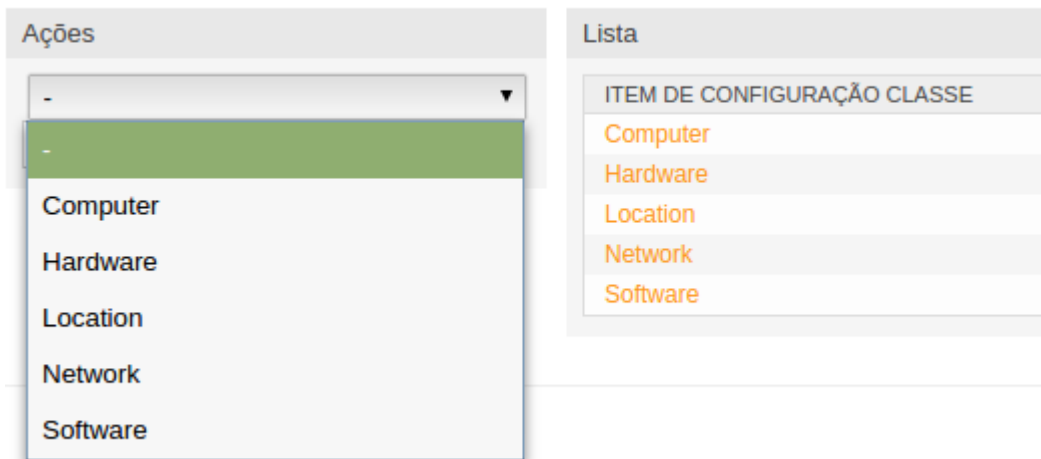 Ações
-
-
Computer
Hardware
Location
Network
Software
Lista
ITEM DE CONFIGURAÇÃO CLASSE
Computer
Hardware
Location
Network
Software